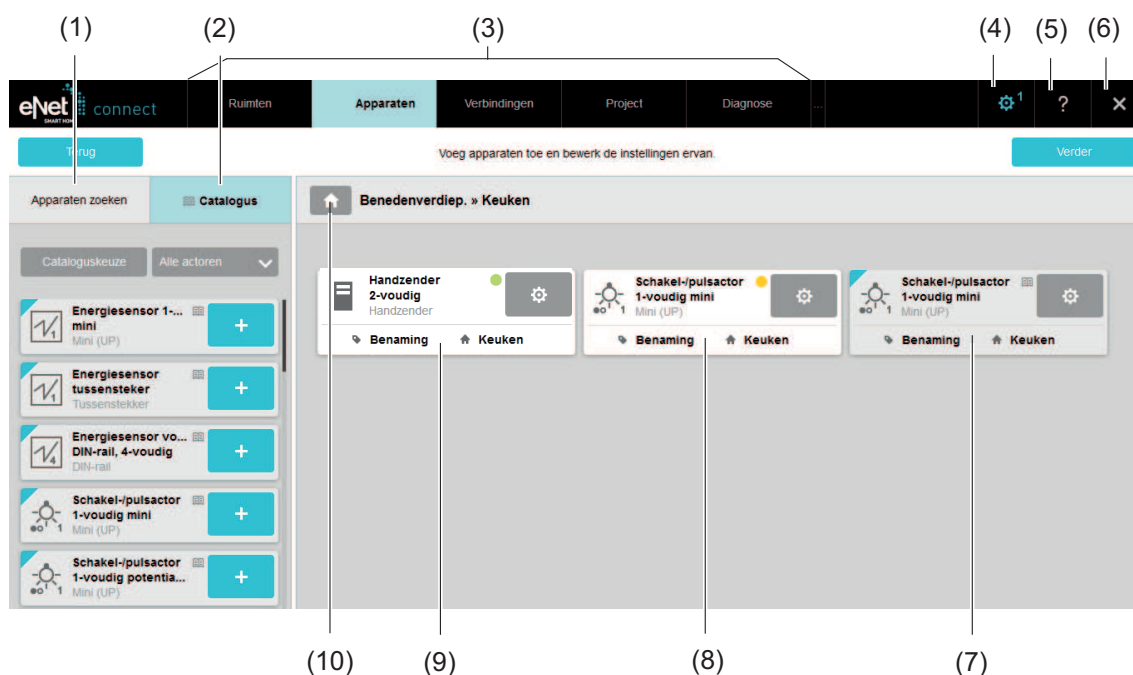 (1) (2) (3) (4) (5) (6)
eNet connect
SMART HOME
Ruimten Apparaten Verbindingen Project Diagnose ...
1 ? ×
Terug
Voeg apparaten toe en bewerk de instellingen ervan.
Verder
Apparaten zoeken
Catalogus
Benedenverdiep. » Keuken
Cataloguskeuze
Alle actoren
Energiesensor 1-...
mini
Mini (UP)
+
Energiesensor
tussensteker
Tussenstekker
+
Energiesensor vo...
DIN-rail, 4-voudig
DIN-rail
+
Schakel-/pulsactor
1-voudig mini
Mini (UP)
+
Schakel-/pulsactor
1-voudig potentia...
Mini (UP)
+
Handzender
2-voudig
Handzender
Benaming Keuken
Schakel-/pulsactor
1-voudig mini
Mini (UP)
Benaming Keuken
Schakel-/pulsactor
1-voudig mini
Mini (UP)
Benaming Keuken
(10) (9) (8) (7)